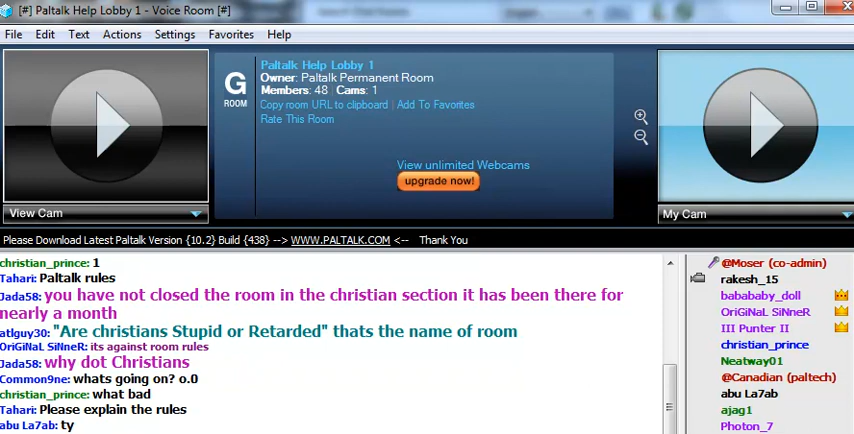 [#] Paltalk Help Lobby 1 - Voice Room [#]
File Edit Text Actions Settings Favorites Help
G ROOM
Paltalk Help Lobby 1
Owner: Paltalk Permanent Room
Members: 48 Cams: 1
Copy room URL to clipboard | Add To Favorites
Rate This Room
View unlimited Webcams
upgrade now!
View Cam
My Cam
Please Download Latest Paltalk Version {10.2} Build {438} --> WWW.PALTALK.COM <-- Thank You
christian_prince: 1
Tahari: Paltalk rules
Jada58: you have not closed the room in the christian section it has been there for
nearly a month
atlguy30: "Are christians Stupid or Retarded" thats the name of room
OriGiNaL SiNneR: its against room rules
Jada58: why dot Christians
Common9ne: whats going on? o.0
christian_prince: what bad
Tahari: Please explain the rules
abu La7ab: ty
@Moser (co-admin)
rakesh_15
babababy_doll
OriGiNaL SiNneR
III Punter II
christian_prince
Neatway01
@Canadian (paltech)
abu La7ab
ajag1
Photon_7